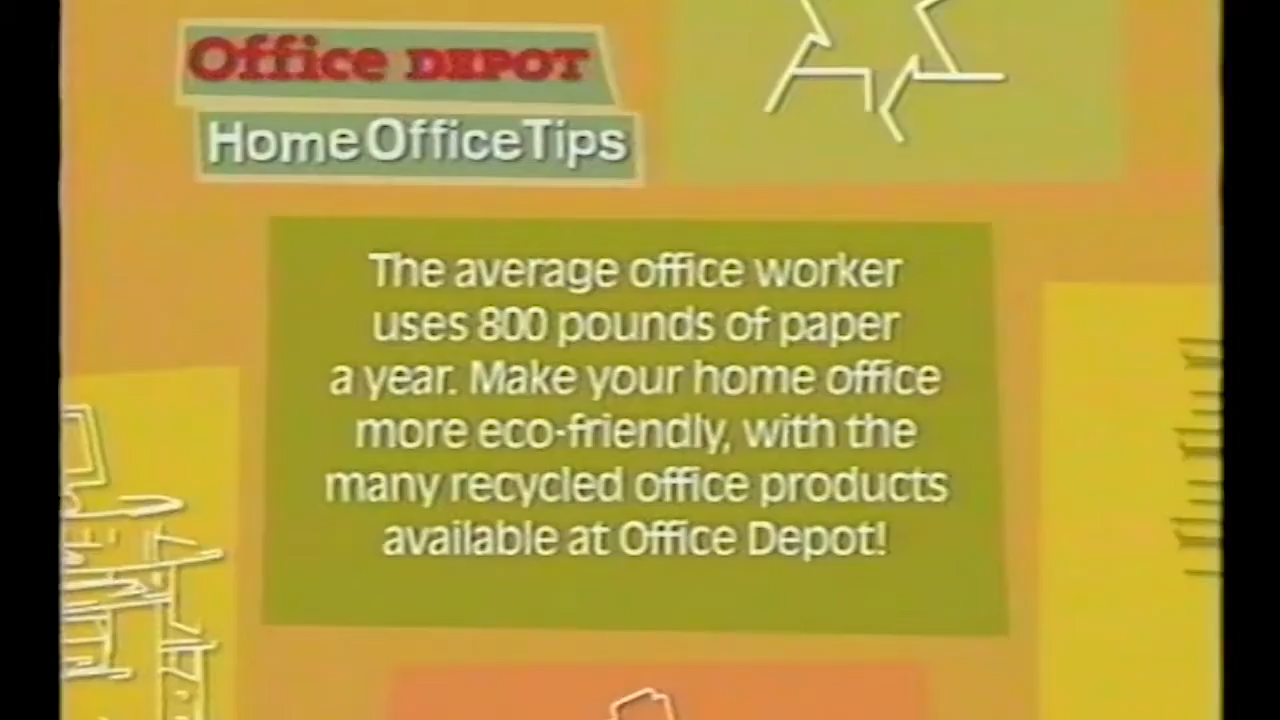 Office DEPOT
Home Office Tips
The average office worker
uses 800 pounds of paper
a year. Make your home office
more eco-friendly, with the
many recycled office products
available at Office Depot!